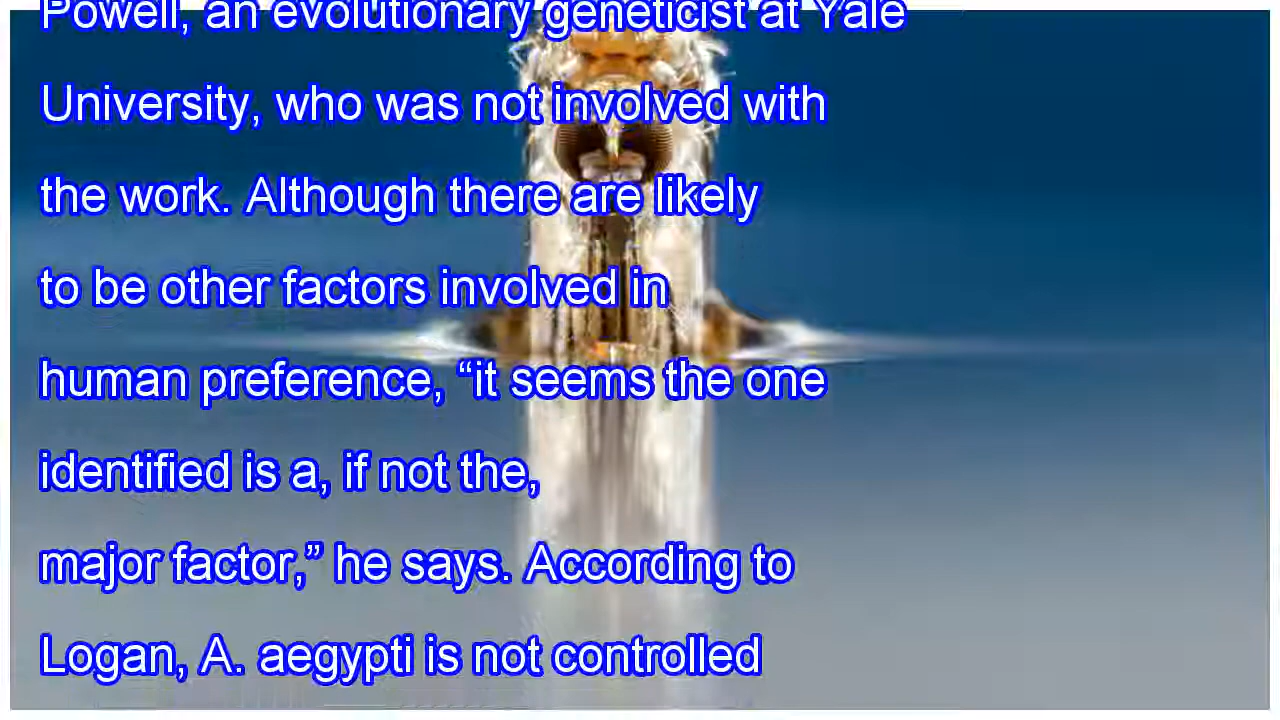 Powell, an evolutionary geneticist at Yale
University, who was not involved with
the work. Although there are likely
to be other factors involved in
human preference, “it seems the one
identified is a, if not the,
major factor,” he says. According to
Logan, A. aegypti is not controlled